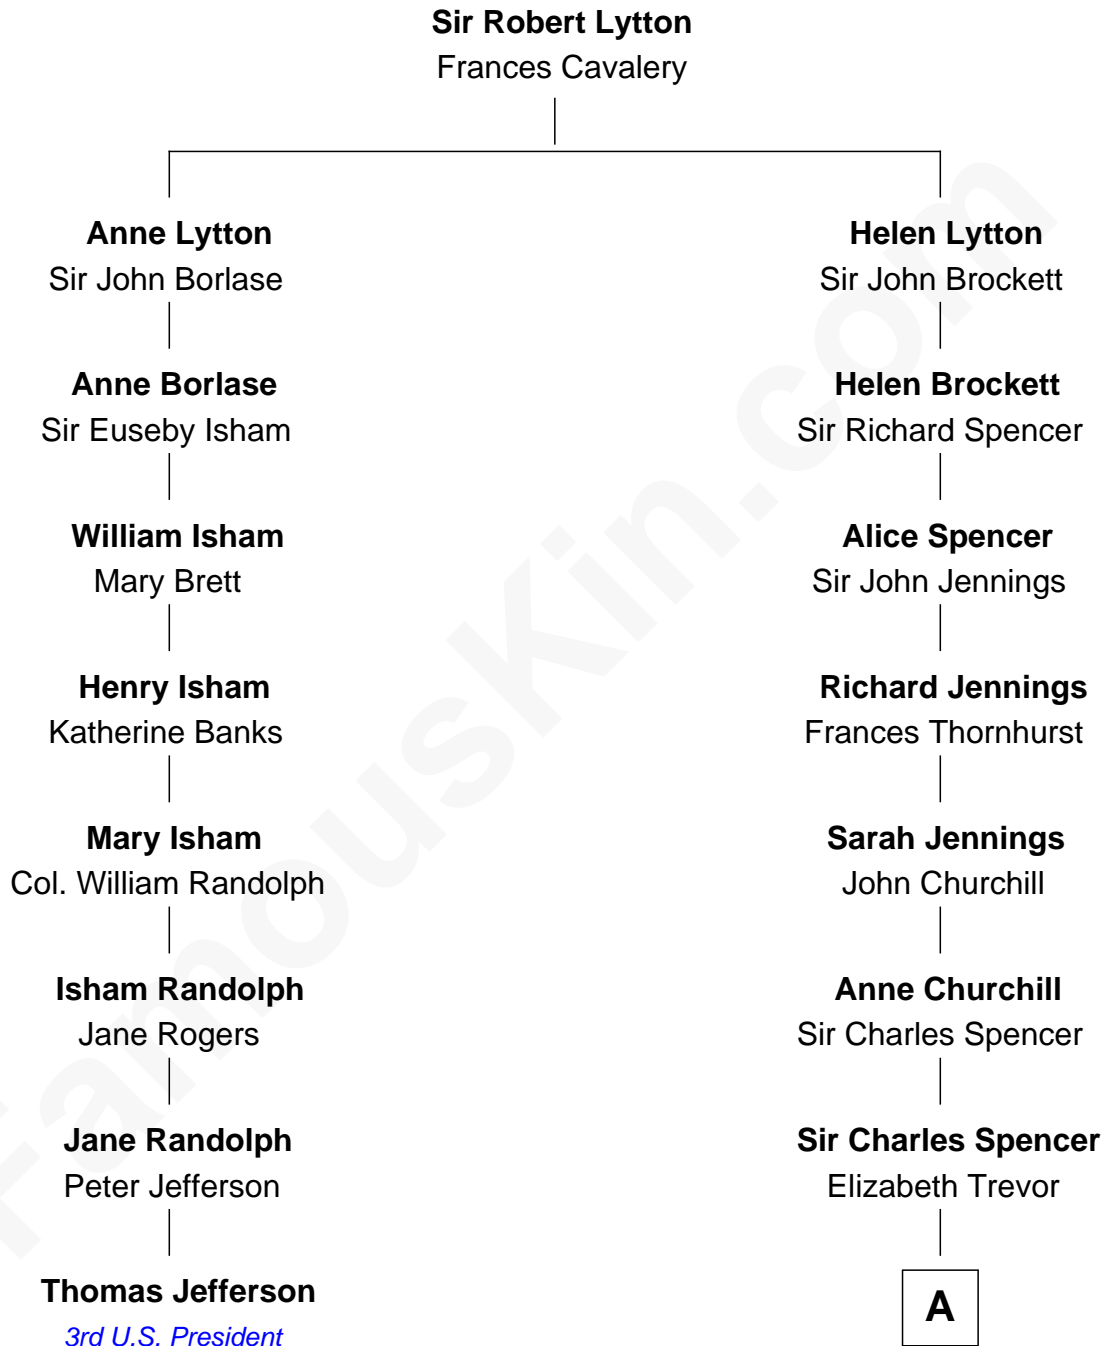 Sir Robert Lytton
Frances Cavalery
Anne Lytton
Sir John Borlase
Anne Borlase
Sir Euseby Isham
William Isham
Mary Brett
Henry Isham
Katherine Banks
Mary Isham
Col. William Randolph
Isham Randolph
Jane Rogers
Jane Randolph
Peter Jefferson
Thomas Jefferson
3rd U.S. President
Helen Lytton
Sir John Brockett
Helen Brockett
Sir Richard Spencer
Alice Spencer
Sir John Jennings
Richard Jennings
Frances Thornhurst
Sarah Jennings
John Churchill
Anne Churchill
Sir Charles Spencer
Sir Charles Spencer
Elizabeth Trevor
A
FamousKin.com